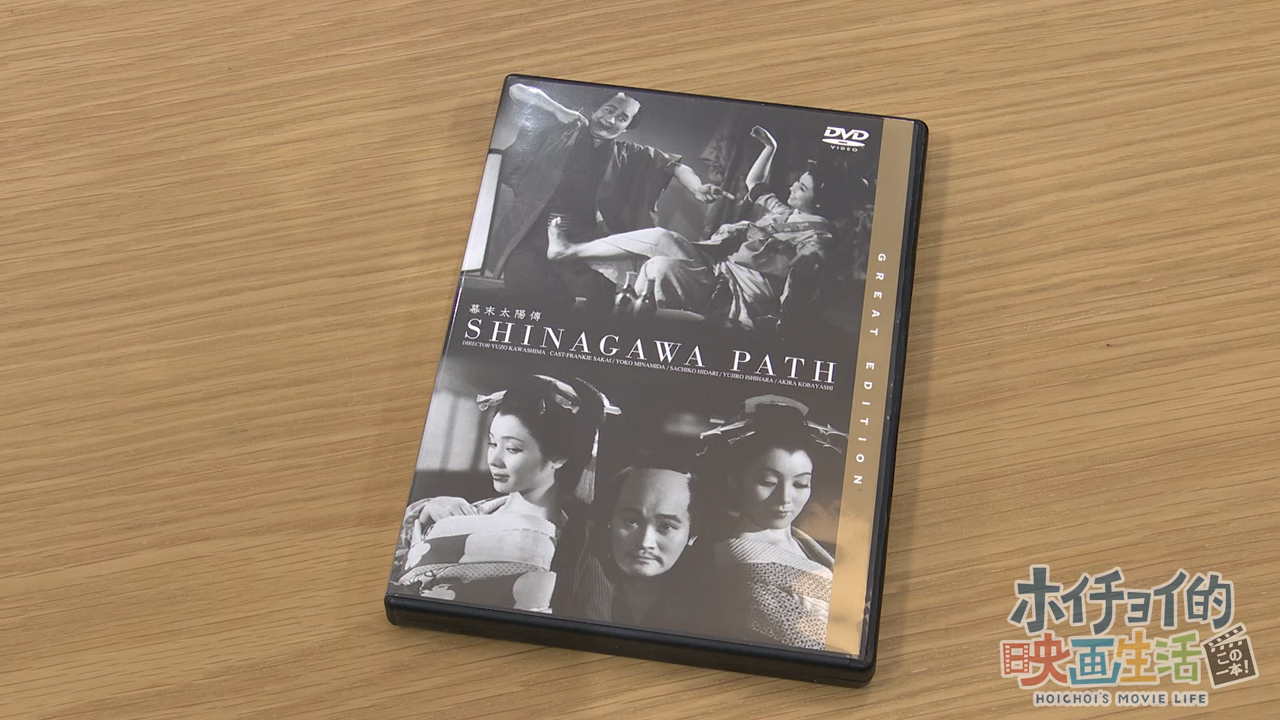 DVD
VIDEO
GREAT EDITION
幕末太陽傳
SHINAGAWA PATH
DIRECTOR/YUZO KAWASHIMA CAST-FRANKIE SAKAI / YOKO MINAMIDA / SACHIKO HIDARI / YUJIRO ISHIHARA / AKIRA KOBAYASHI
ホイチョイ的
映画生活
この
一本!
HOICHOI'S MOVIE LIFE